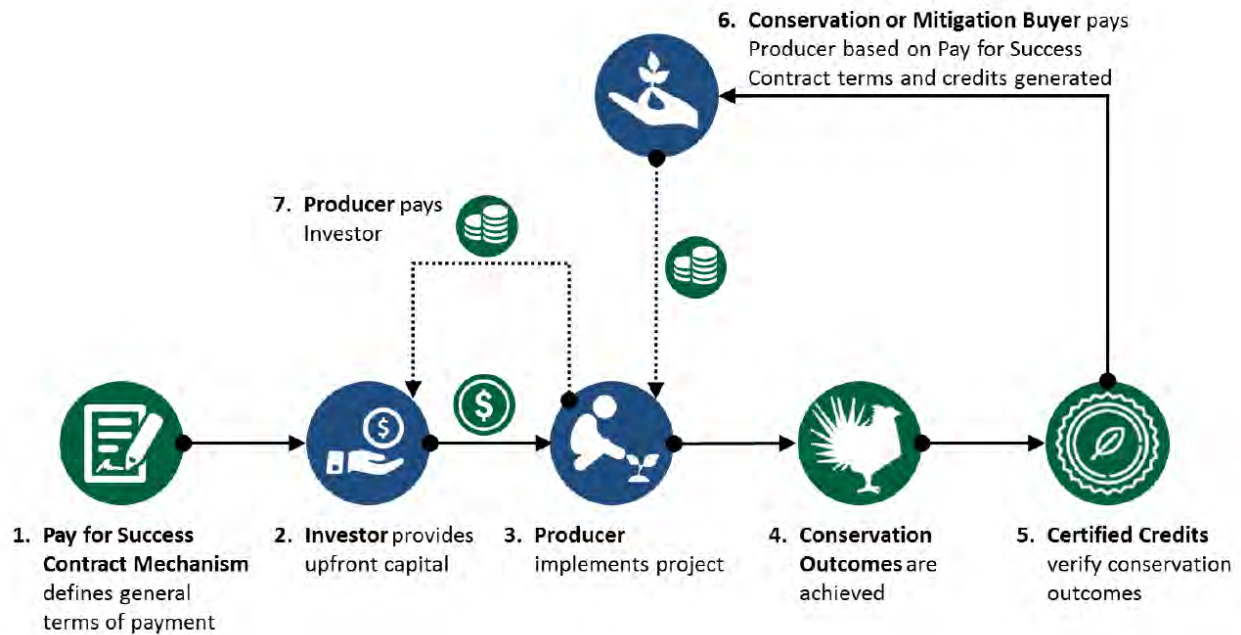 6. Conservation or Mitigation Buyer pays
Producer based on Pay for Success
Contract terms and credits generated
7. Producer pays
Investor
$
$
1. Pay for Success
Contract Mechanism
defines general
terms of payment
2. Investor provides
upfront capital
3. Producer
implements project
4. Conservation
Outcomes are
achieved
5. Certified Credits
verify conservation
outcomes